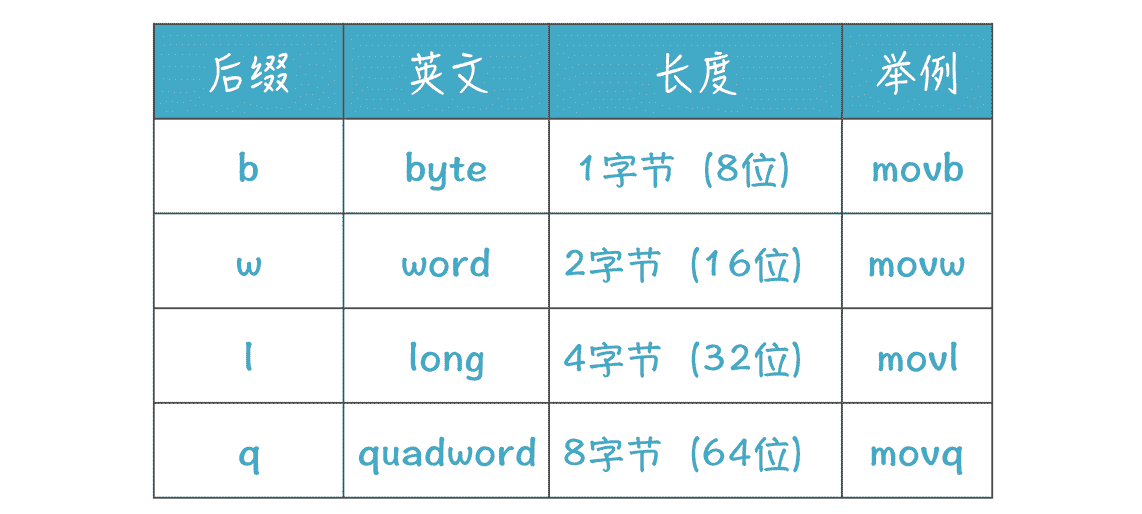 后缀 英文 长度 举例
b byte 1字节（8位） movb
w word 2字节（16位） movw
l long 4字节（32位） movl
q quadword 8字节（64位） movq